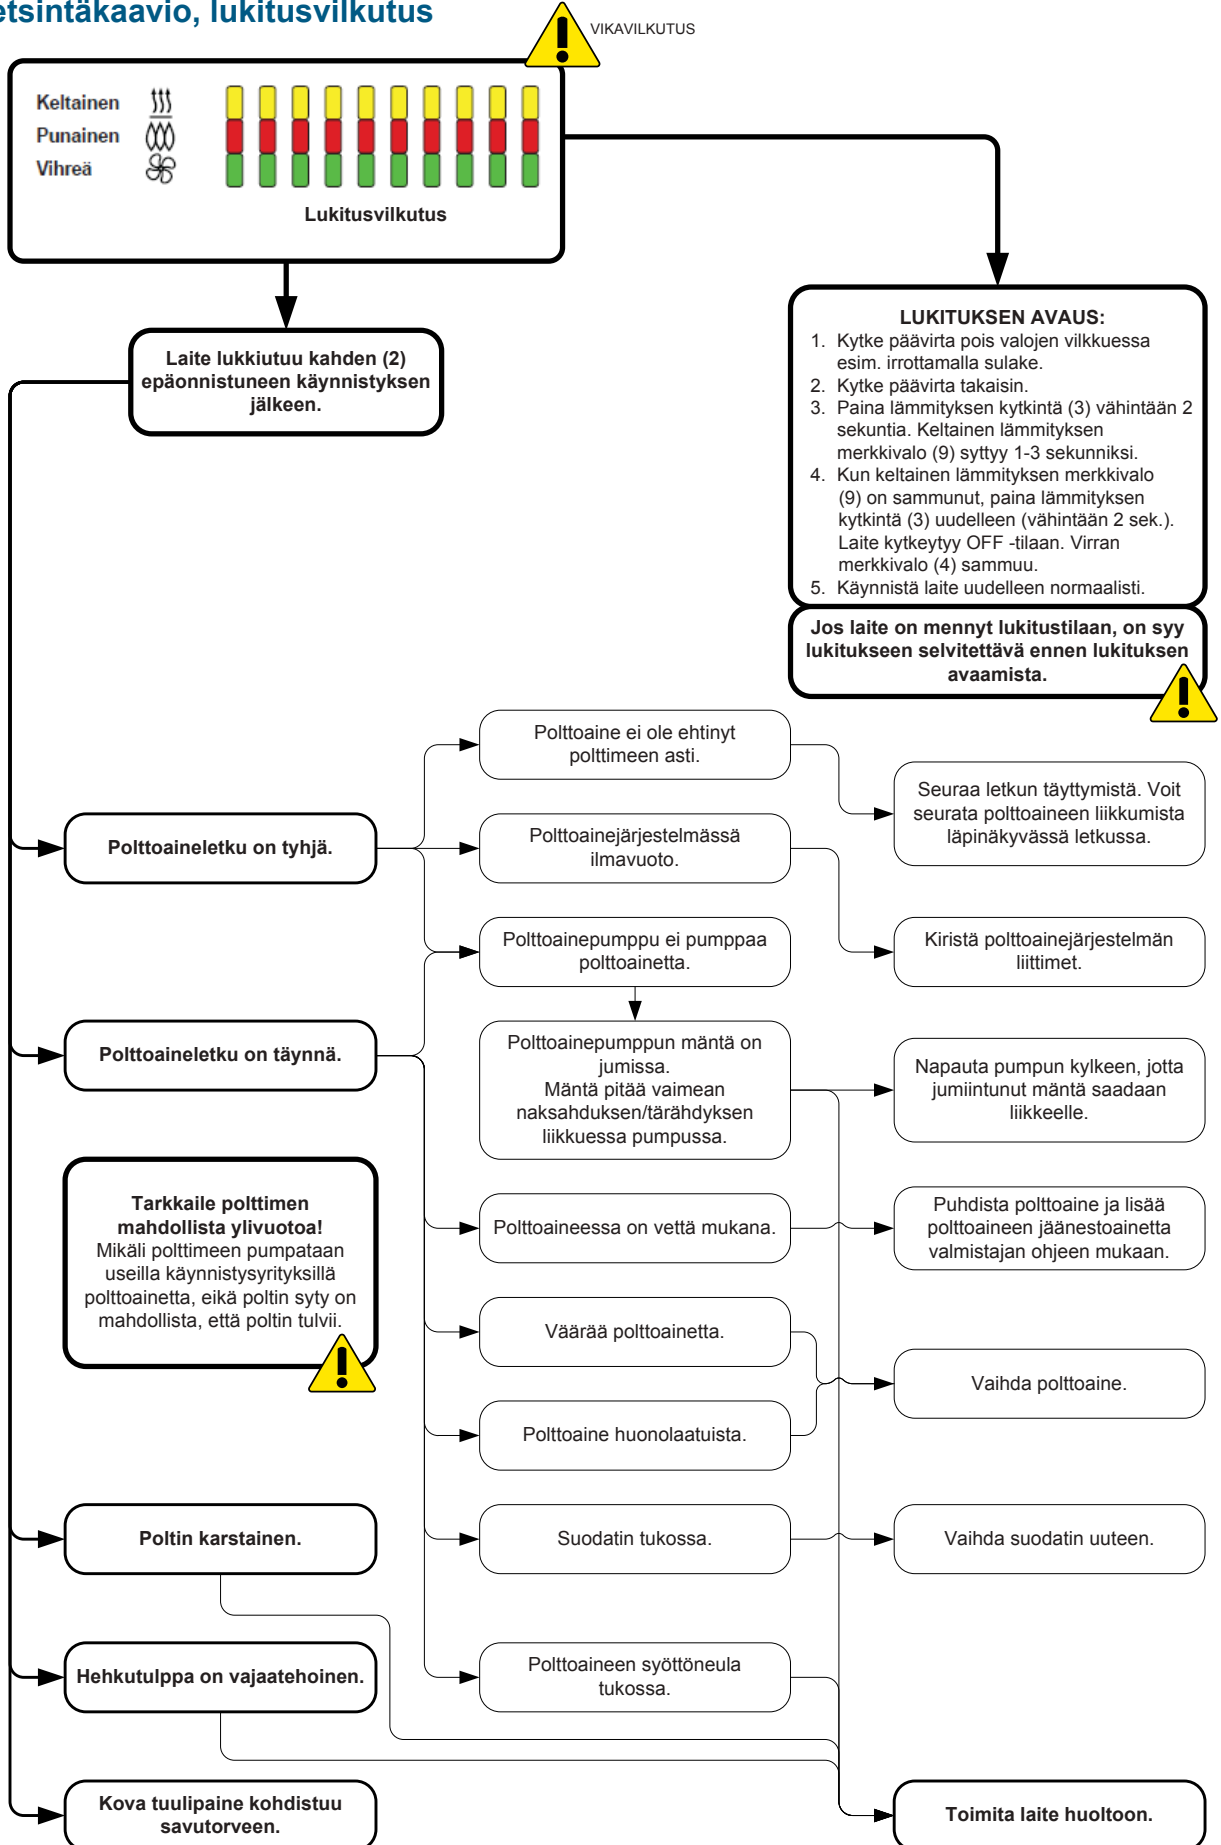 etsintäkaavio, lukitusvilkutus
VIKAVILKUTUS
Keltainen
Punainen
Vihreä
Lukitusvilkutus
Laite lukkiutuu kahden (2)
epäonnistuneen käynnistyksen
jälkeen.
LUKITUKSEN AVAUS:
1. Kytke päävirta pois valojen vilkkuessa
esim. irrottamalla sulake.
2. Kytke päävirta takaisin.
3. Paina lämmityksen kytkintä (3) vähintään 2
sekuntia. Keltainen lämmityksen
merkkivalo (9) syttyy 1-3 sekunniksi.
4. Kun keltainen lämmityksen merkkivalo
(9) on sammunut, paina lämmityksen
kytkintä (3) uudelleen (vähintään 2 sek.).
Laite kytkeytyy OFF -tilaan. Virran
merkkivalo (4) sammuu.
5. Käynnistä laite uudelleen normaalisti.
Jos laite on mennyt lukitustilaan, on syy
lukitukseen selvitettävä ennen lukituksen
avaamista.
Polttoaine ei ole ehtinyt
polttimeen asti.
Seuraa letkun täyttymistä. Voit
seurata polttoaineen liikkumista
läpinäkyvässä letkussa.
Polttoaineletku on tyhjä.
Polttoainejärjestelmässä
ilmavuoto.
Polttoainepumppu ei pumppaa
polttoainetta.
Kiristä polttoainejärjestelmän
liittimet.
Polttoaineletku on täynnä.
Polttoainepumppun mäntä on
jumissa.
Mäntä pitää vaimean
naksahduksen/tärähdyksen
liikkuessa pumpussa.
Napauta pumpun kylkeen, jotta
jumiintunut mäntä saadaan
liikkeelle.
Tarkkaile polttimen
mahdollista ylivuotoa!
Mikäli polttimeen pumpataan
useilla käynnistysyrityksillä
polttoainetta, eikä poltin syty on
mahdollista, että poltin tulvii.
Polttoaineessa on vettä mukana.
Puhdista polttoaine ja lisää
polttoaineen jäänestoainetta
valmistajan ohjeen mukaan.
Väärää polttoainetta.
Vaihda polttoaine.
Polttoaine huonolaatuista.
Poltin karstainen.
Suodatin tukossa.
Vaihda suodatin uuteen.
Hehkutulppa on vajaatehoinen.
Polttoaineen syöttöneula
tukossa.
Kova tuulipaine kohdistuu
savutorveen.
Toimita laite huoltoon.